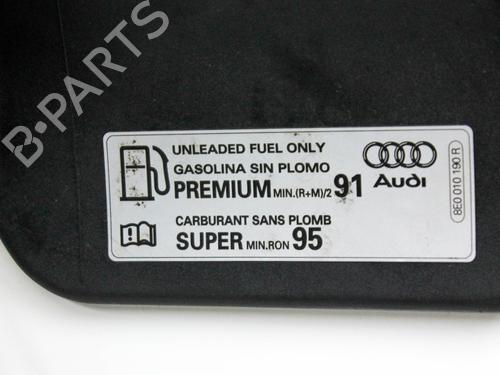 B-PARTS
UNLEADED FUEL ONLY
GASOLINA SIN PLOMO
PREMIUM MIN.(R+M)/2 91
Audi
CARBURANT SANS PLOMB
SUPER MIN.RON 95
8E0 010 190 R